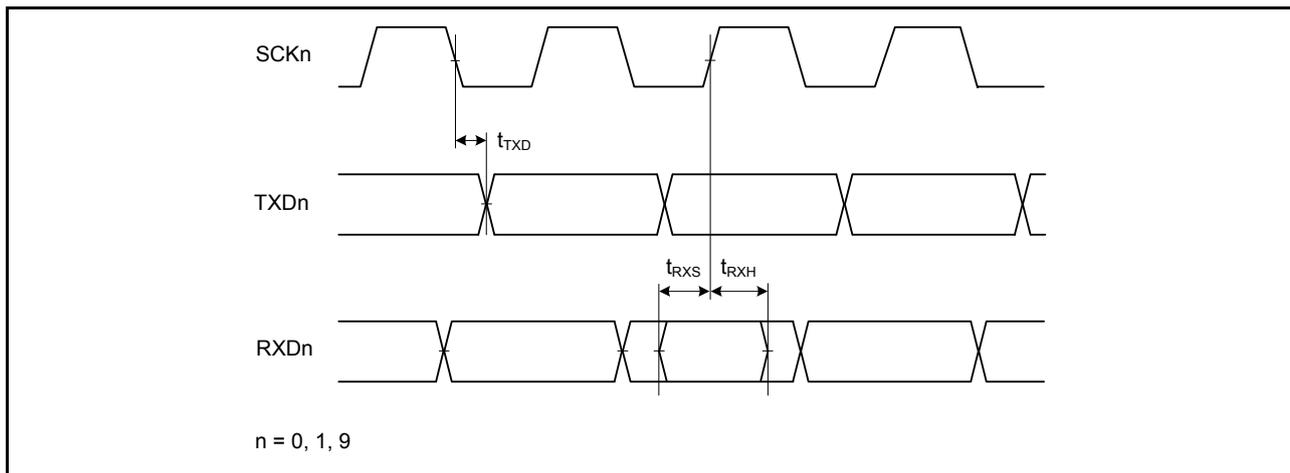 SCKn
tTXD
TXDn
tRXS tRXH
RXDn
n = 0, 1, 9